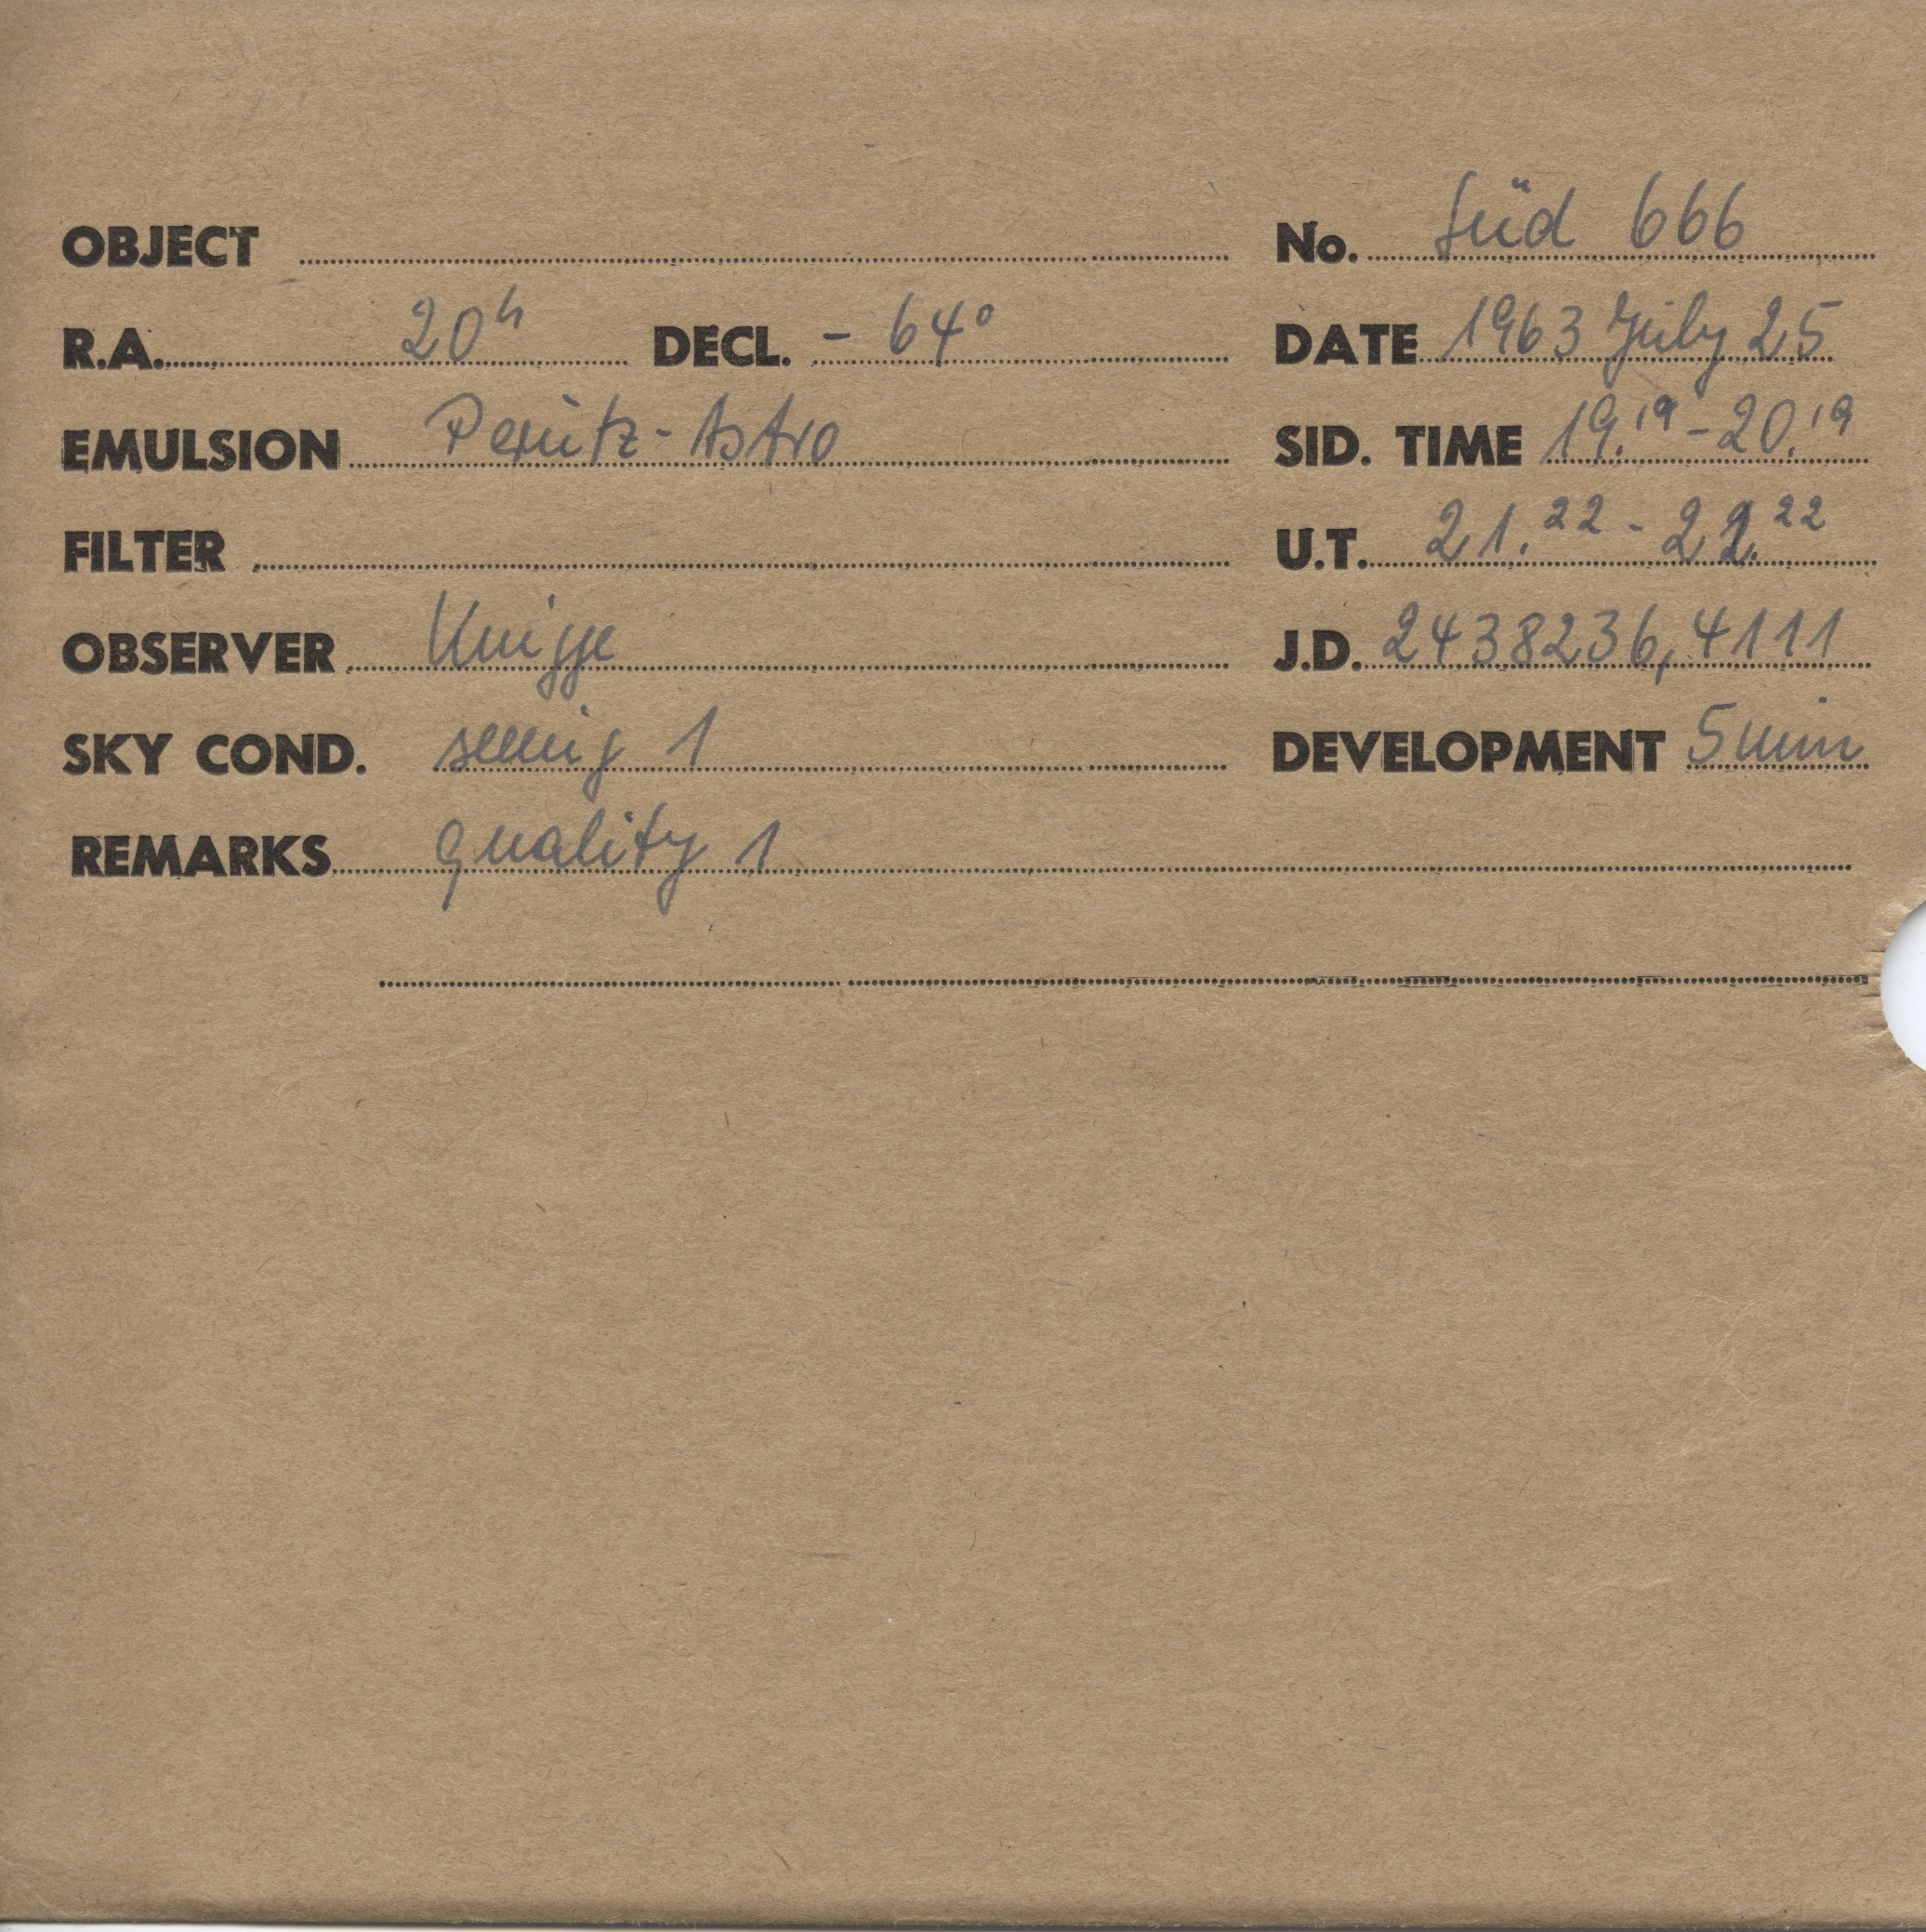 OBJECT No. Süd 666
R.A. 20h DECL. - 64° DATE 1963 July 25
EMULSION Perutz-Astro SID. TIME 19.19 - 20.19
FILTER U.T. 21.22 - 22.22
OBSERVER Knigge J.D. 2438236,4111
SKY COND. seeing 1 DEVELOPMENT 5 min
REMARKS quality 1